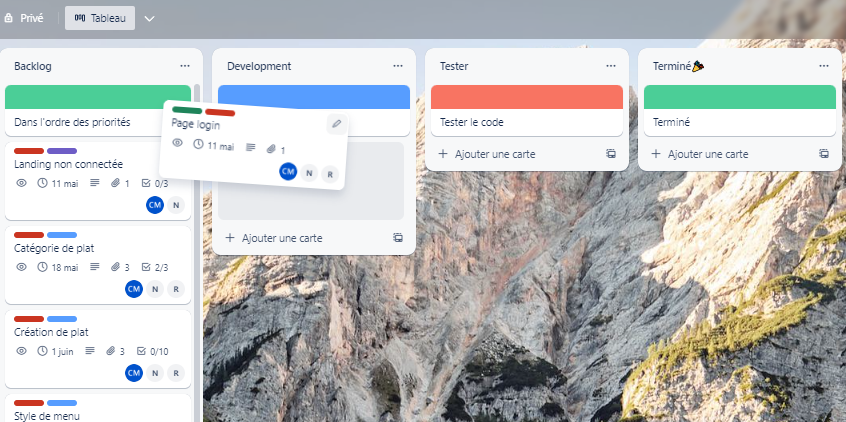 Privé
Tableau
Backlog
Dans l'ordre des priorités
Landing non connectée
11 mai
1
0/3
CM
N
Catégorie de plat
18 mai
3
2/3
CM
N
R
Création de plat
1 juin
3
0/10
CM
N
R
Style de menu
Development
Page login
11 mai
1
CM
N
R
Ajouter une carte
Tester
Tester le code
Ajouter une carte
Terminé
Terminé
Ajouter une carte